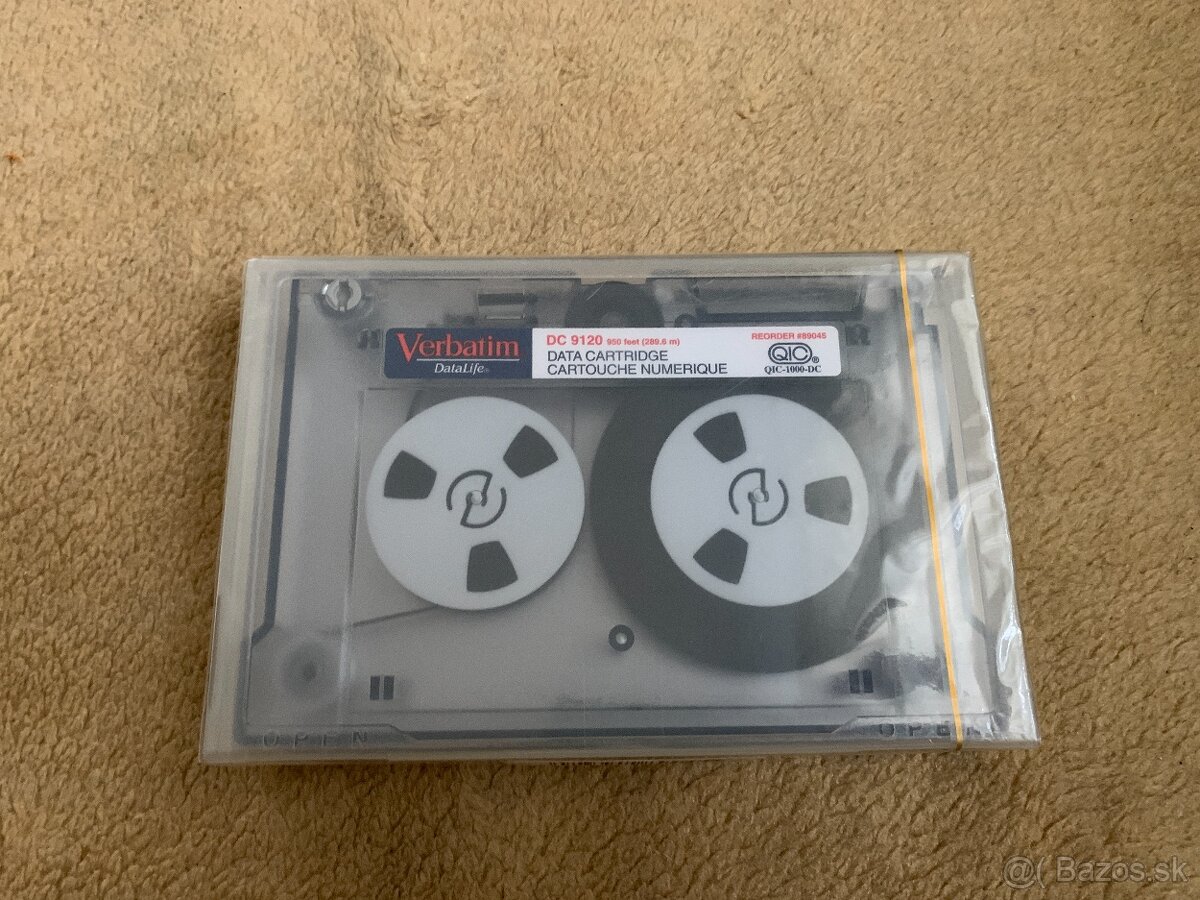 Verbatim
DataLife®
DC 9120 950 feet (289.6 m)
DATA CARTRIDGE
CARTOUCHE NUMERIQUE
REORDER #89045
QIC®
QIC-1000-DC
OPEN
OPEN
@( Bazos.sk